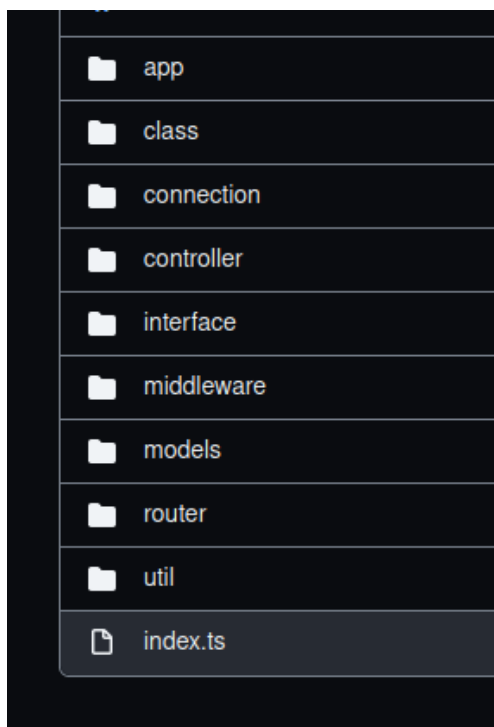 app
class
connection
controller
interface
middleware
models
router
util
index.ts